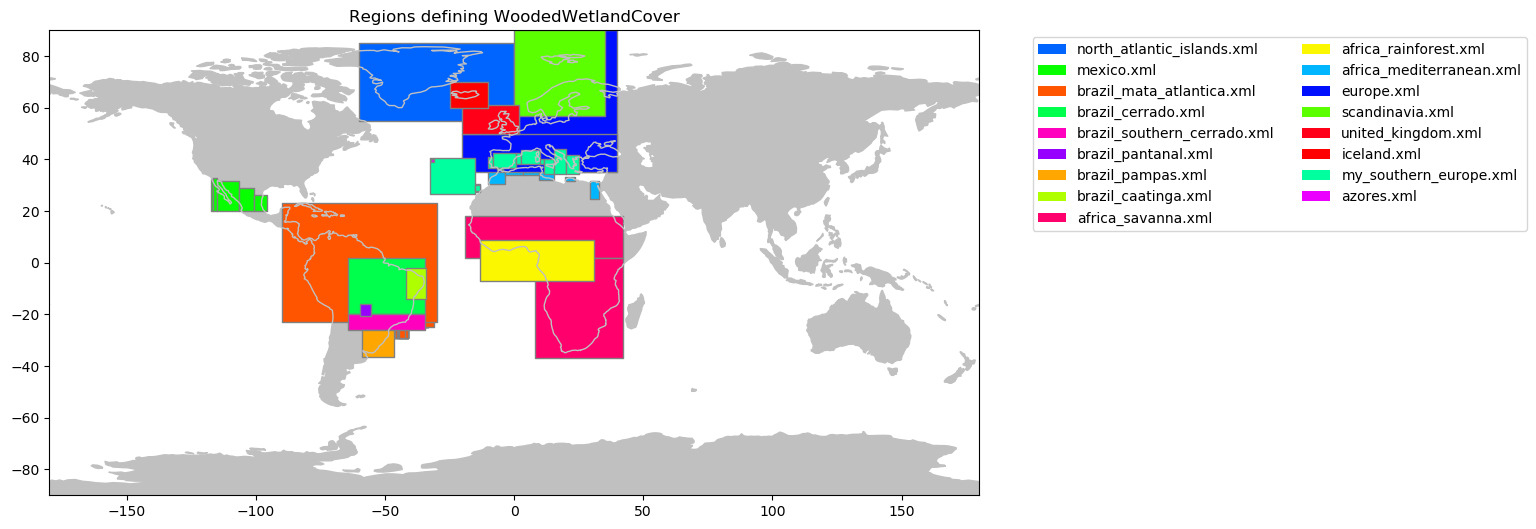 Regions defining WoodedWetlandCover
80
60
40
20
0
−20
−40
−60
−80
−150
−100
−50
0
50
100
150
north_atlantic_islands.xml
mexico.xml
brazil_mata_atlantica.xml
brazil_cerrado.xml
brazil_southern_cerrado.xml
brazil_pantanal.xml
brazil_pampas.xml
brazil_caatinga.xml
africa_savanna.xml
africa_rainforest.xml
africa_mediterranean.xml
europe.xml
scandinavia.xml
united_kingdom.xml
iceland.xml
my_southern_europe.xml
azores.xml